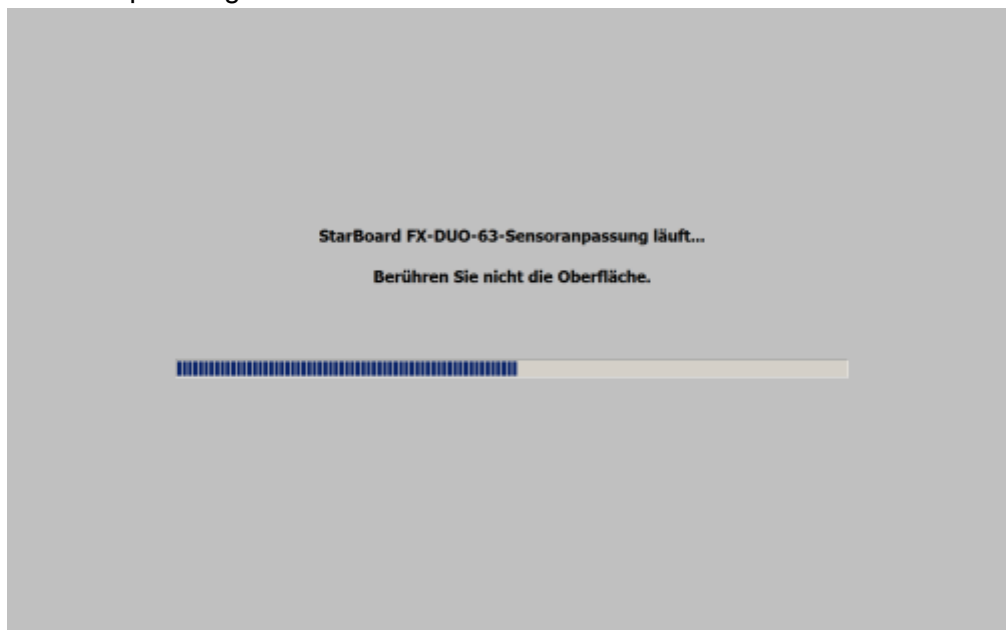 StarBoard FX-DUO-63-Sensoranpassung läuft...
Berühren Sie nicht die Oberfläche.